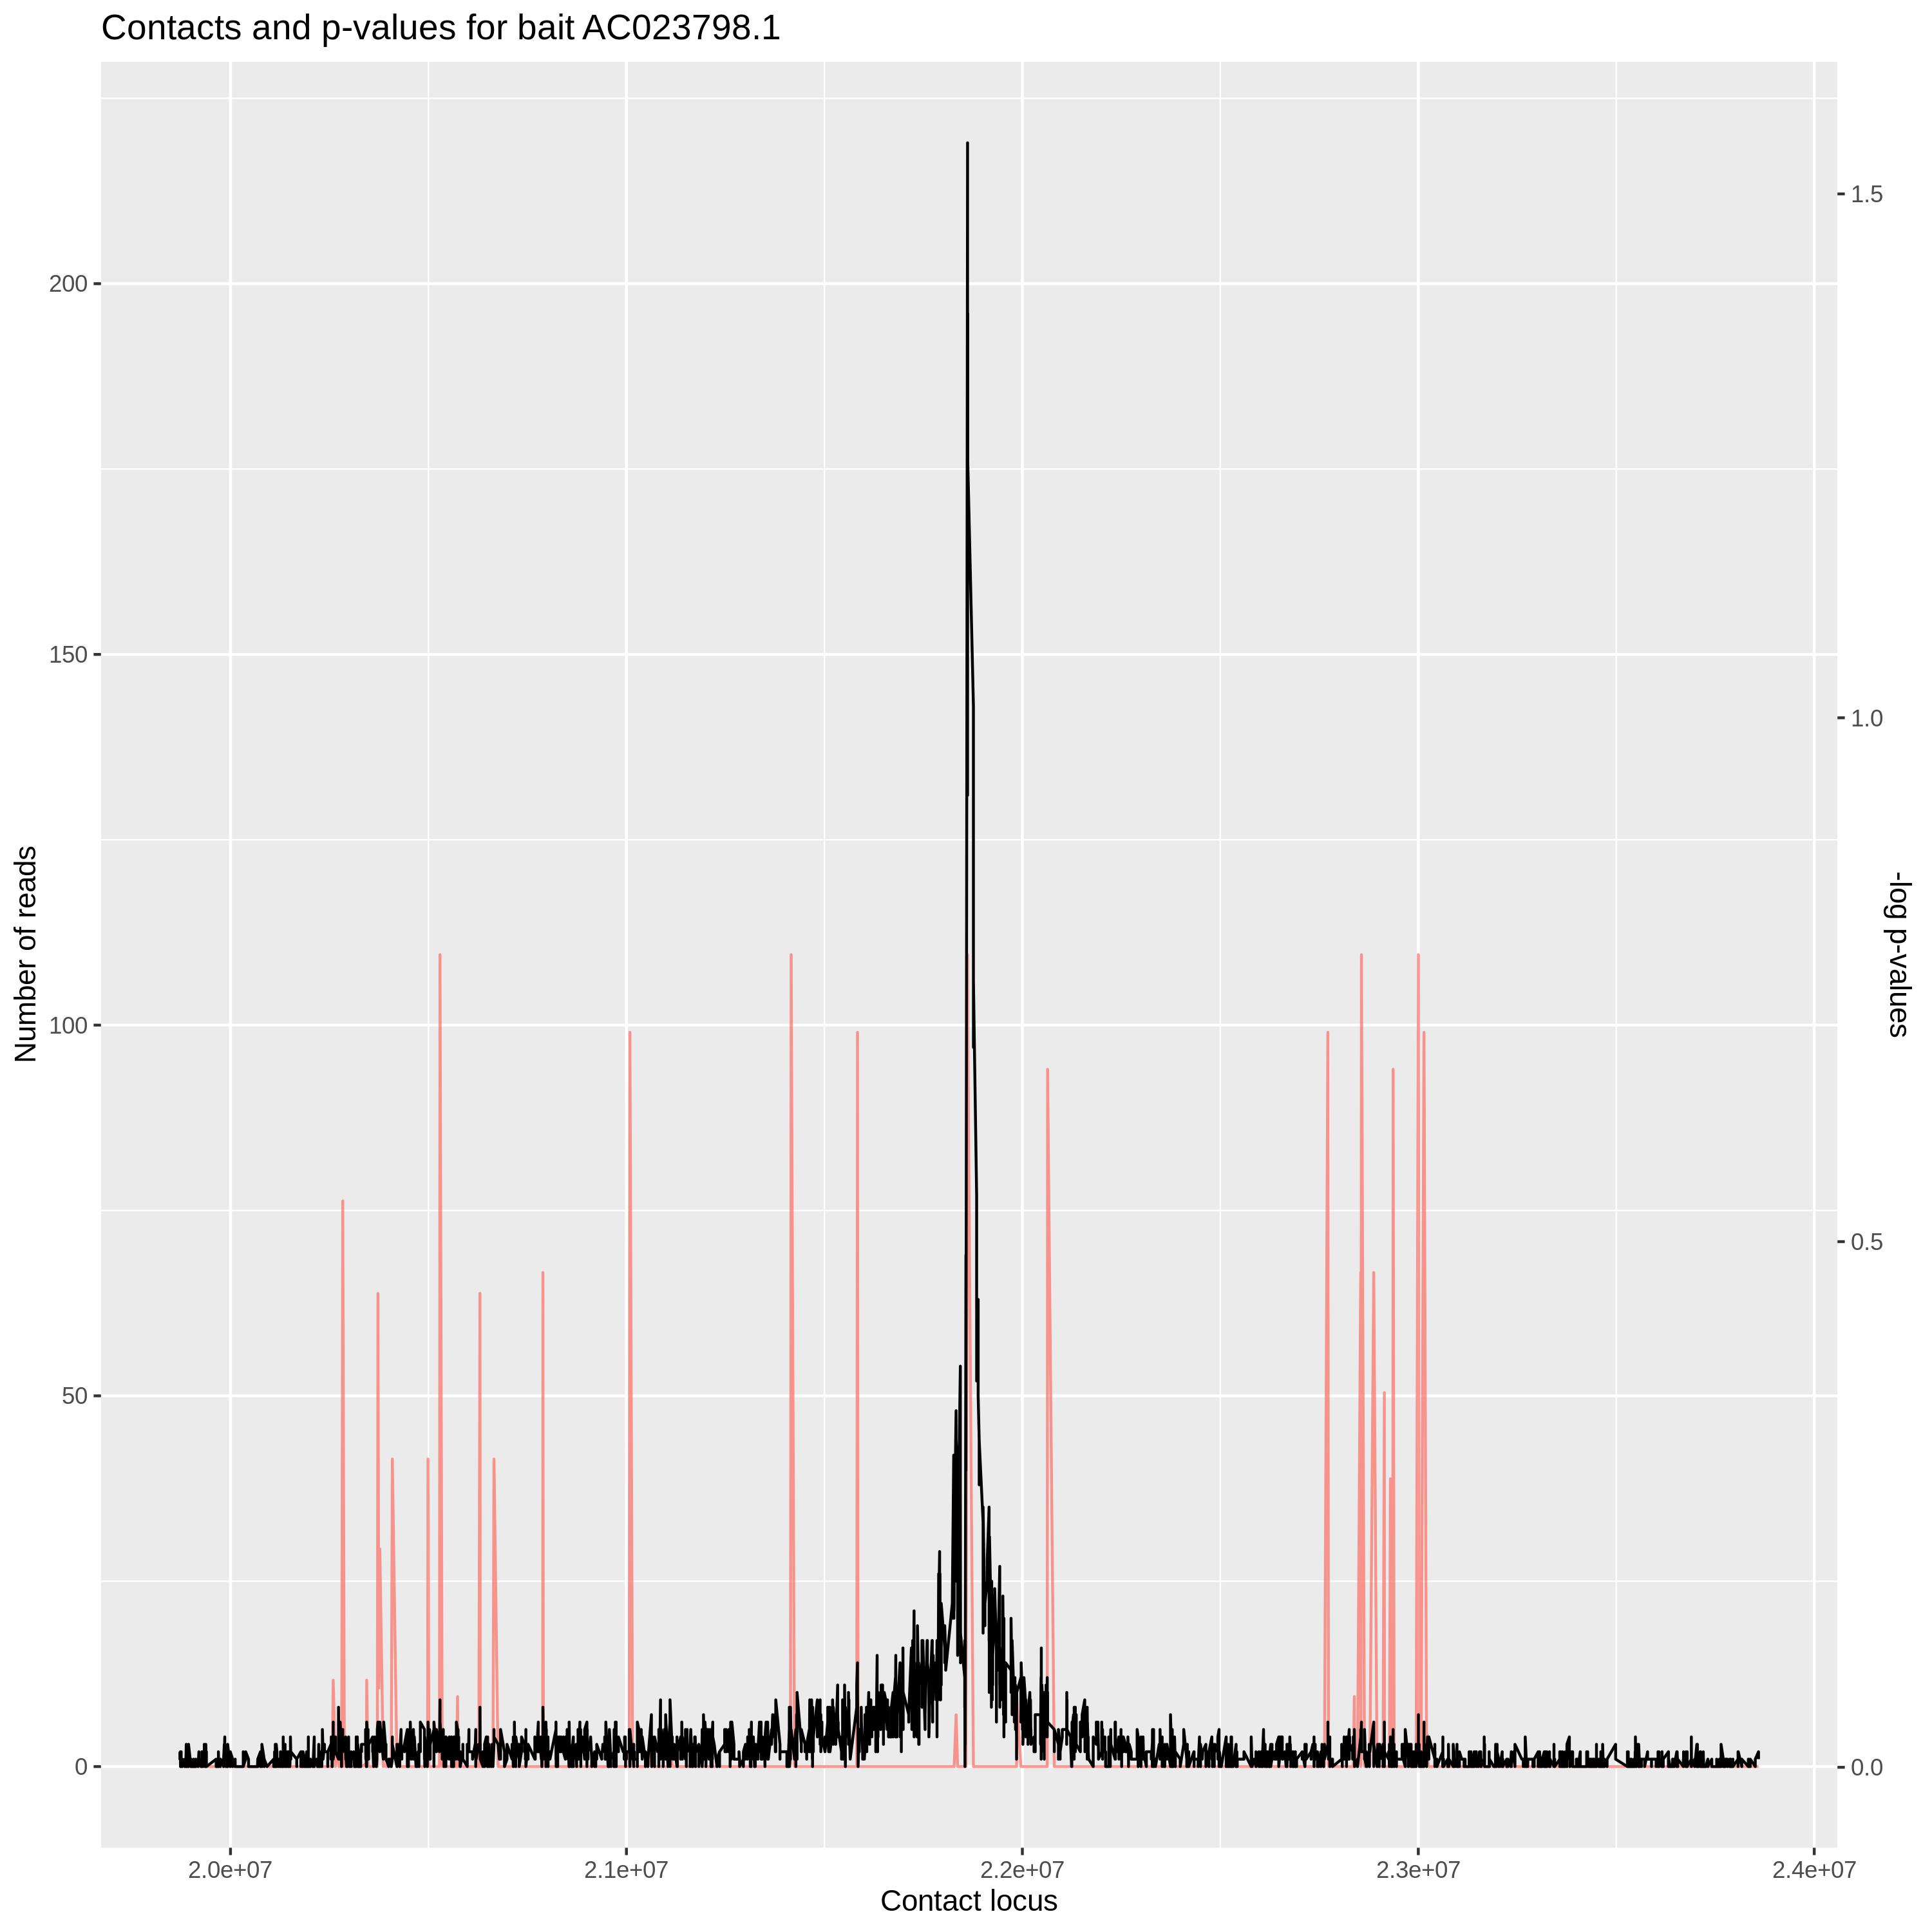 Contacts and p-values for bait AC023798.1
Number of reads
200
150
100
50
0
1.5
1.0
0.5
0.0
-log p-values
2.0e+07 2.1e+07 2.2e+07 2.3e+07 2.4e+07
Contact locus